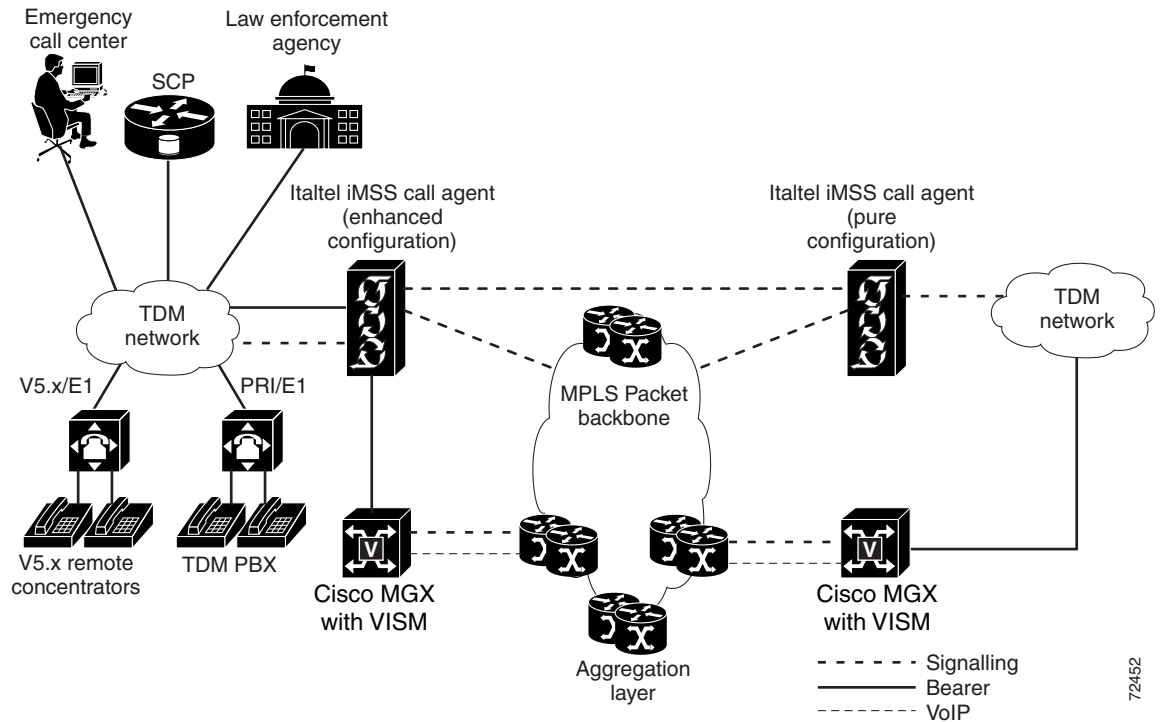 Emergency
call center
SCP
Law enforcement
agency
Italtel iMSS call agent
(enhanced
configuration)
Italtel iMSS call agent
(pure
configuration)
TDM
network
TDM
network
V5.x/E1
PRI/E1
MPLS Packet
backbone
V5.x remote
concentrators
TDM PBX
V
Cisco MGX
with VISM
V
Cisco MGX
with VISM
Aggregation
layer
Signalling
Bearer
VoIP
72452